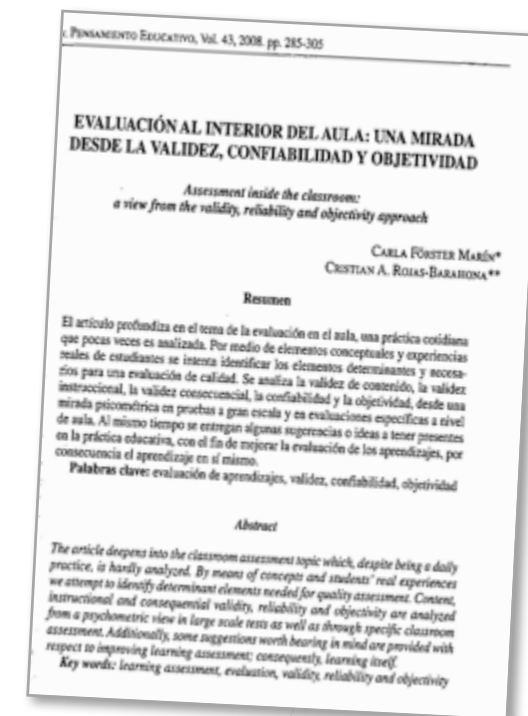 . PENSAMIENTO EDUCATIVO, Vol. 43, 2008. pp. 285-305
EVALUACIÓN AL INTERIOR DEL AULA: UNA MIRADA
DESDE LA VALIDEZ, CONFIABILIDAD Y OBJETIVIDAD
Assessment inside the classroom:
a view from the validity, reliability and objectivity approach
CARLA FÖRSTER MARÍN*
CRISTIAN A. ROJAS-BARAHONA**
Resumen
El artículo profundiza en el tema de la evaluación en el aula, una práctica cotidiana
que pocas veces es analizada. Por medio de elementos conceptuales y experiencias
reales de estudiantes se intenta identificar los elementos determinantes y necesa-
rios para una evaluación de calidad. Se analiza la validez de contenido, la validez
instruccional, la validez consecuencial, la confiabilidad y la objetividad, desde una
mirada psicométrica en pruebas a gran escala y en evaluaciones específicas a nivel
de aula. Al mismo tiempo se entregan algunas sugerencias o ideas a tener presentes
en la práctica educativa, con el fin de mejorar la evaluación de los aprendizajes, por
consecuencia el aprendizaje en sí mismo.
Palabras clave: evaluación de aprendizajes, validez, confiabilidad, objetividad
Abstract
The article deepens into the classroom assessment topic which, despite being a daily
practice, is hardly analyzed. By means of concepts and students' real experiences
we attempt to identify determinant elements needed for quality assessment. Content,
instructional and consequential validity, reliability and objectivity are analyzed
from a psychometric view in large scale tests as well as through specific classroom
assessment. Additionally, some suggestions worth bearing in mind are provided with
respect to improving learning assessment; consequently, learning itself.
Key words: learning assessment, evaluation, validity, reliability and objectivity